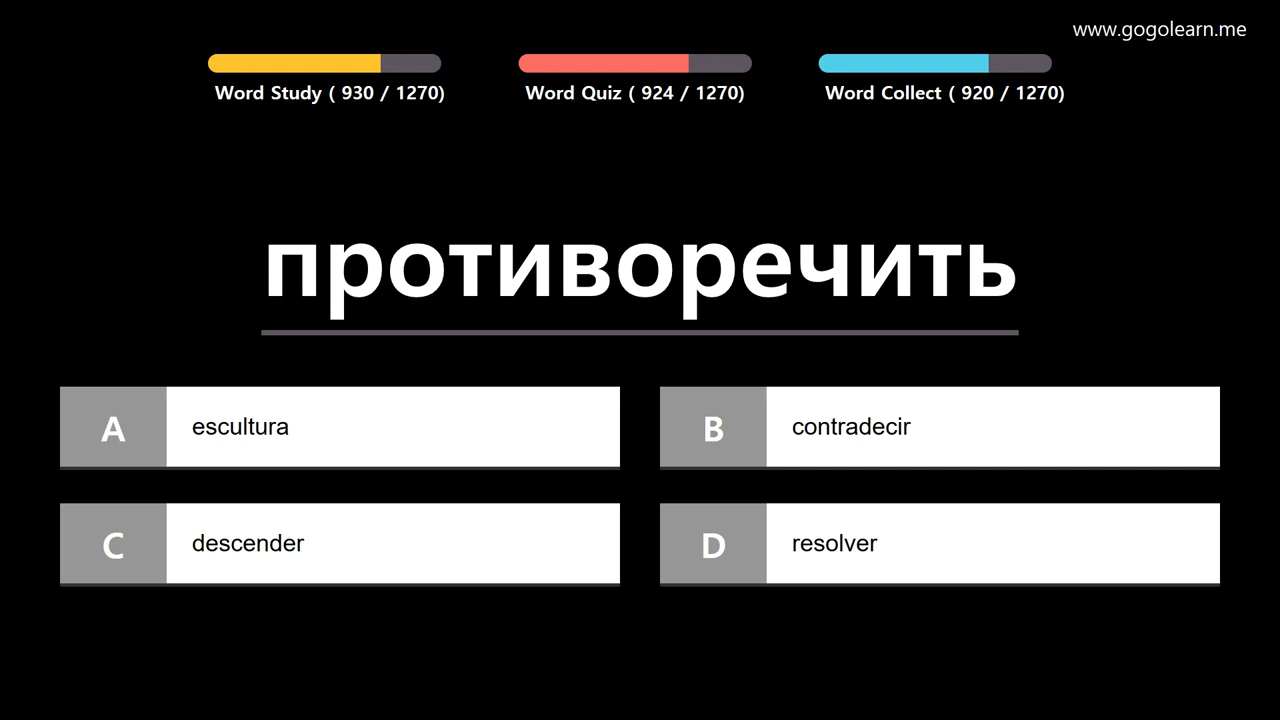 www.gogolearn.me
Word Study ( 930 / 1270)
Word Quiz ( 924 / 1270)
Word Collect ( 920 / 1270)
противоречить
A escultura
B contradecir
C descender
D resolver